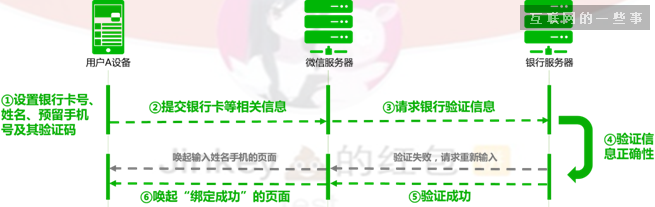 互联网的一些事
用户A设备
微信服务器
银行服务器
①设置银行卡号、
姓名、预留手机
号及其验证码
②提交银行卡等相关信息
③请求银行验证信息
④验证信
息正确性
唤起输入姓名手机的页面
验证失败，请求重新输入
Jinkey 的红包
⑥唤起“绑定成功”的页面
⑤验证成功